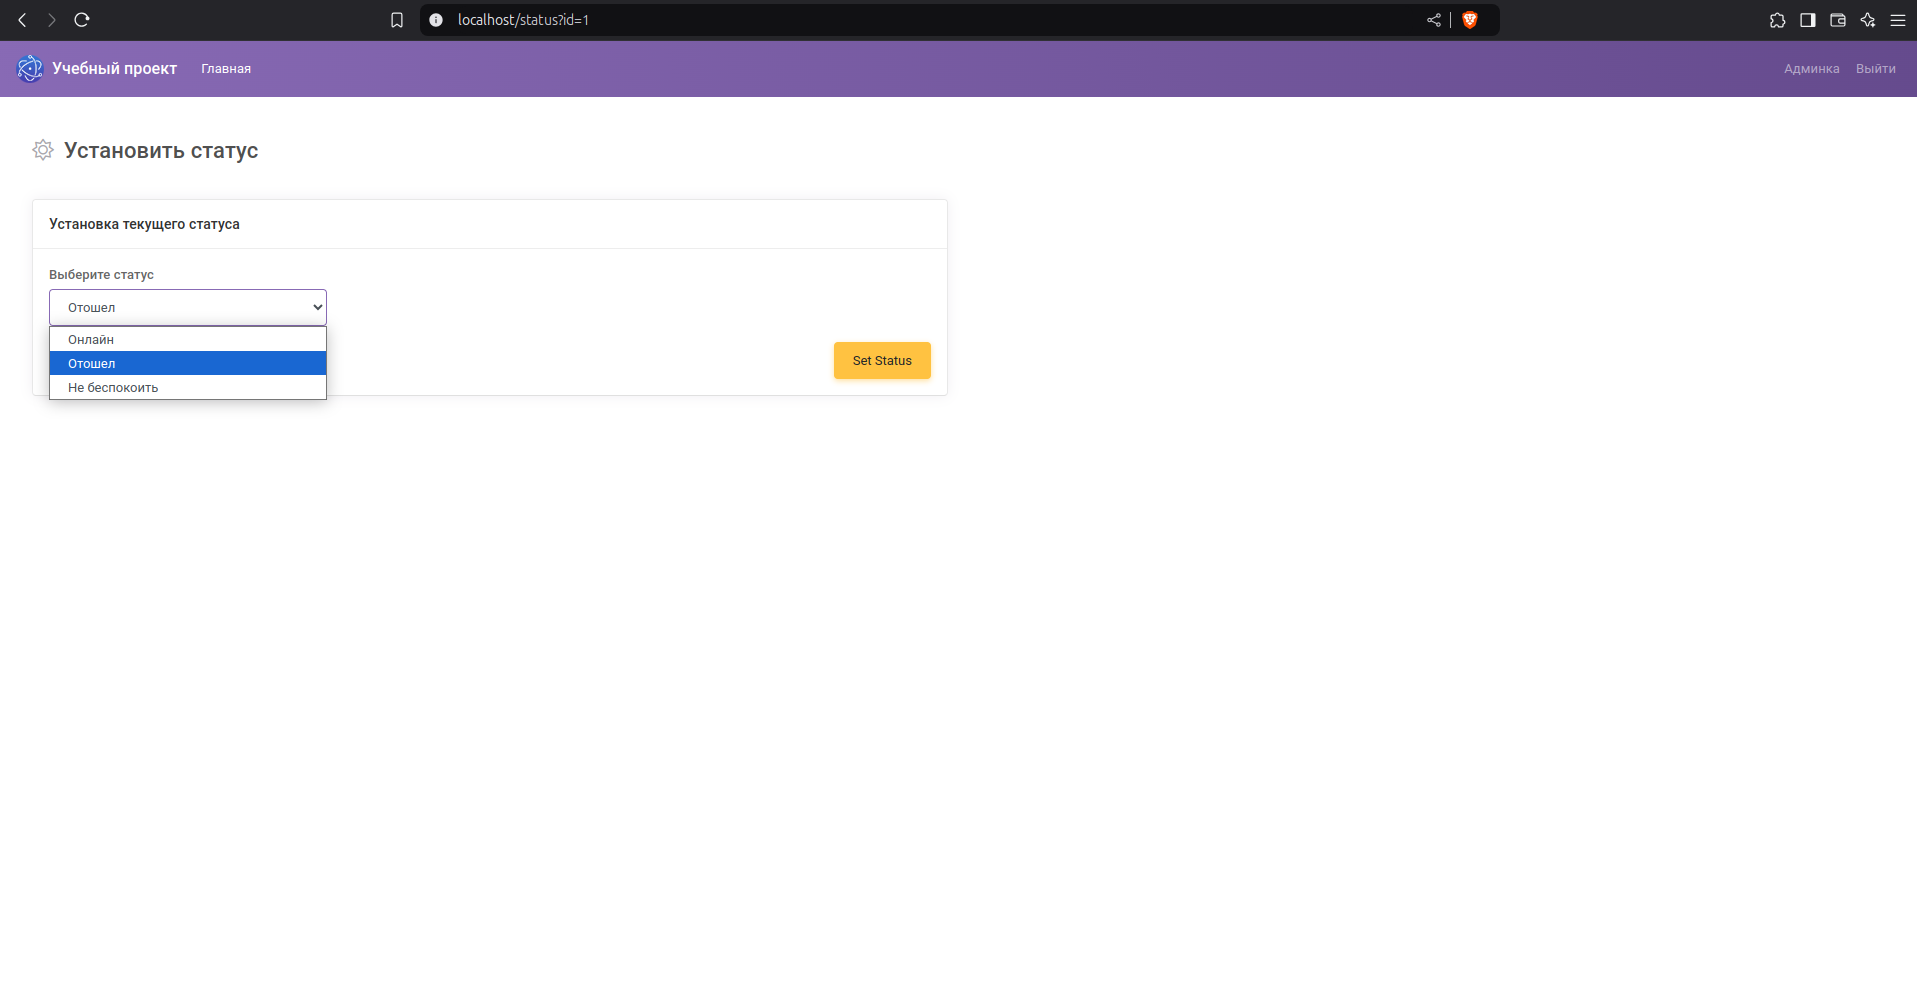 localhost/status?id=1
Учебный проект Главная Админка Выйти
Установить статус
Установка текущего статуса
Выберите статус
Отошел
Онлайн
Отошел
Не беспокоить
Set Status